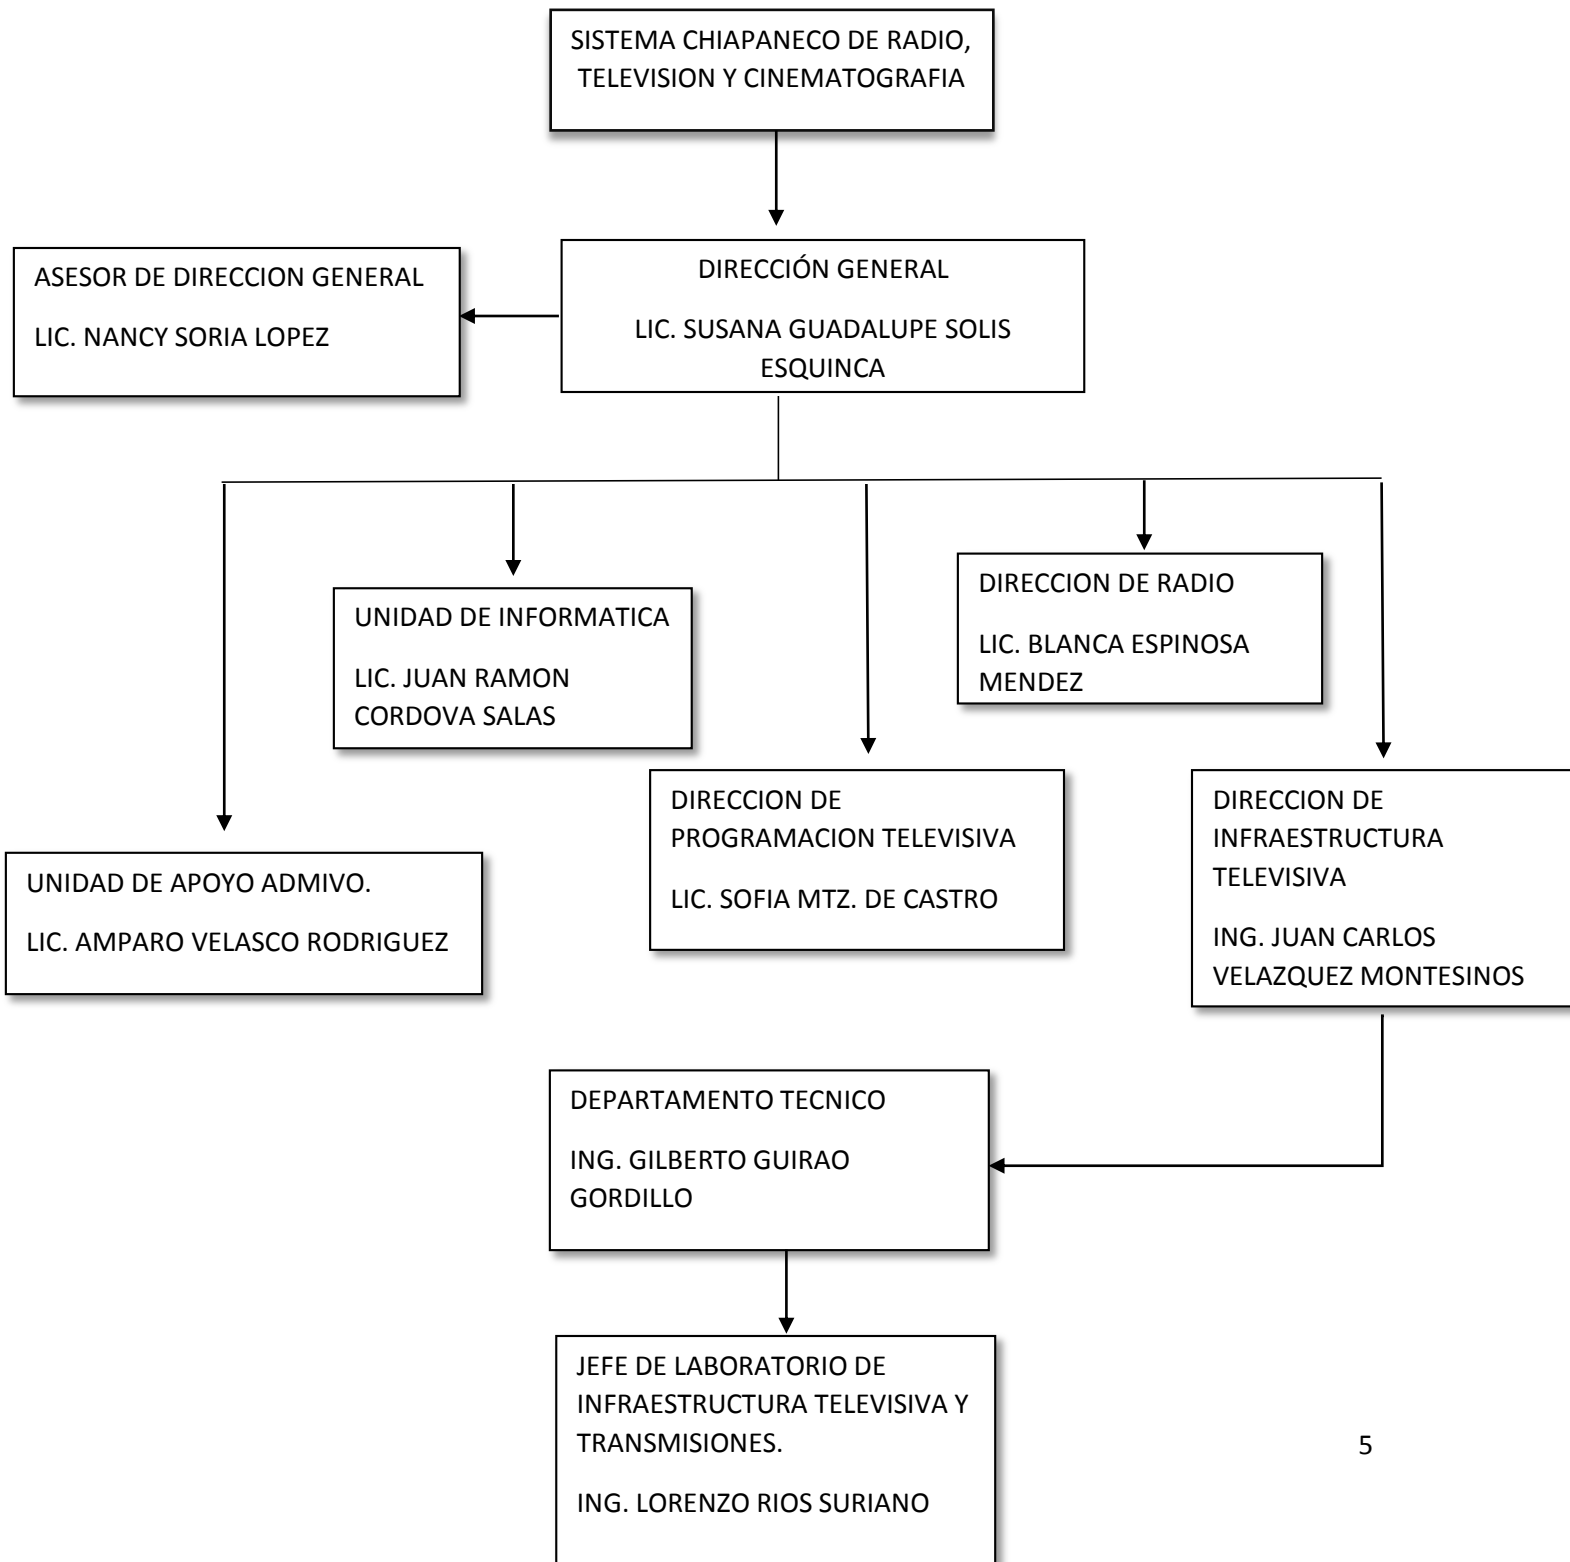 SISTEMA CHIAPANECO DE RADIO,
TELEVISION Y CINEMATOGRAFIA
ASESOR DE DIRECCION GENERAL
LIC. NANCY SORIA LOPEZ
DIRECCIÓN GENERAL
LIC. SUSANA GUADALUPE SOLIS
ESQUINCA
UNIDAD DE APOYO ADMIVO.
LIC. AMPARO VELASCO RODRIGUEZ
UNIDAD DE INFORMATICA
LIC. JUAN RAMON
CORDOVA SALAS
DIRECCION DE
PROGRAMACION TELEVISIVA
LIC. SOFIA MTZ. DE CASTRO
DIRECCION DE RADIO
LIC. BLANCA ESPINOSA
MENDEZ
DIRECCION DE
INFRAESTRUCTURA
TELEVISIVA
ING. JUAN CARLOS
VELAZQUEZ MONTESINOS
DEPARTAMENTO TECNICO
ING. GILBERTO GUIRAO
GORDILLO
JEFE DE LABORATORIO DE
INFRAESTRUCTURA TELEVISIVA Y
TRANSMISIONES.
ING. LORENZO RIOS SURIANO
5